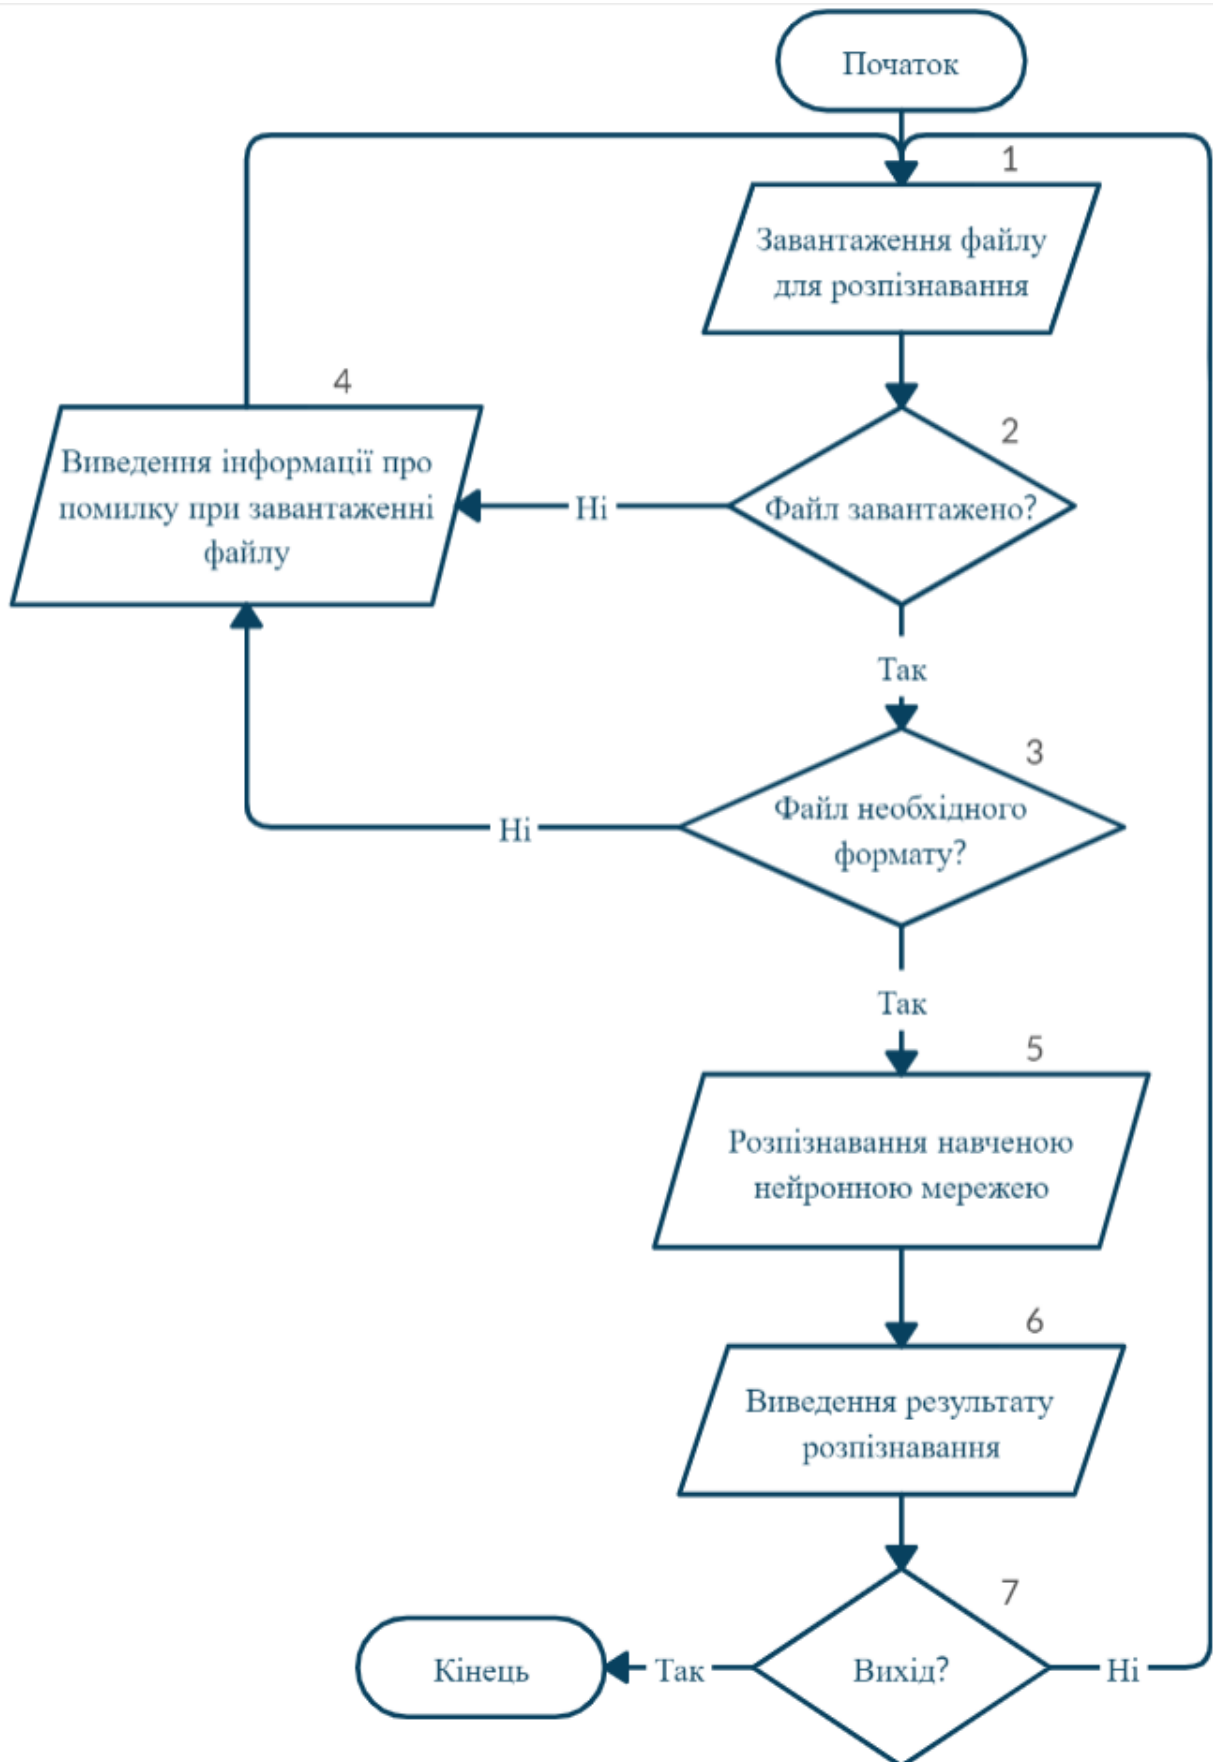 Початок
1
Завантаження файлу
для розпізнавання
2
Файл завантажено?
Ні
4
Виведення інформації про
помилку при завантаженні
файлу
Так
3
Файл необхідного
формату?
Ні
Так
5
Розпізнавання навченою
нейронною мережею
6
Виведення результату
розпізнавання
7
Вихід?
Так
Кінець
Ні